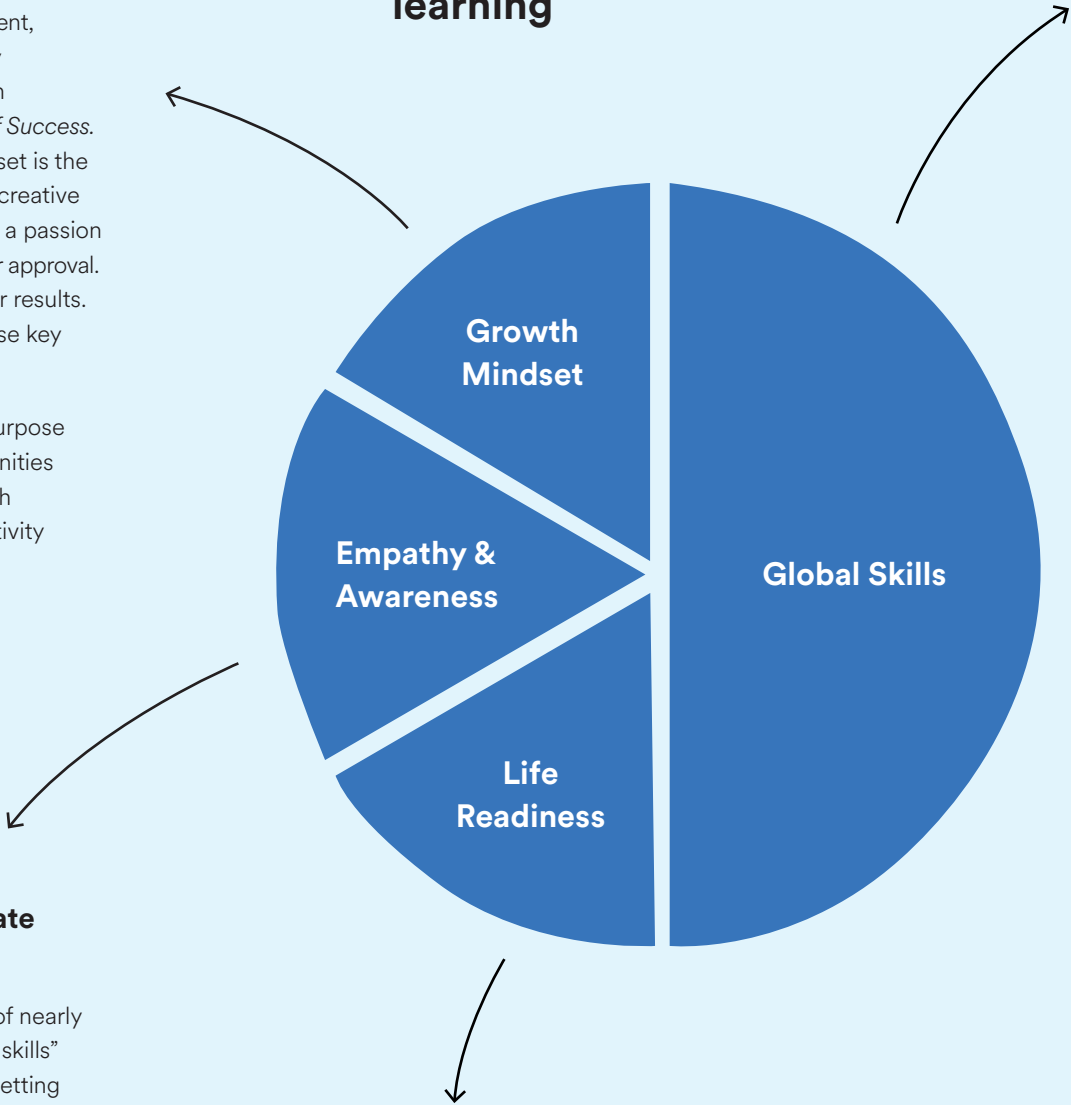 learning
ent,
f Success.
set is the
creative
a passion
r approval.
r results.
se key
urpose
nities
th
tivity
Growth
Mindset
Empathy &
Awareness
Global Skills
Life
Readiness
ate
of nearly
skills”
etting